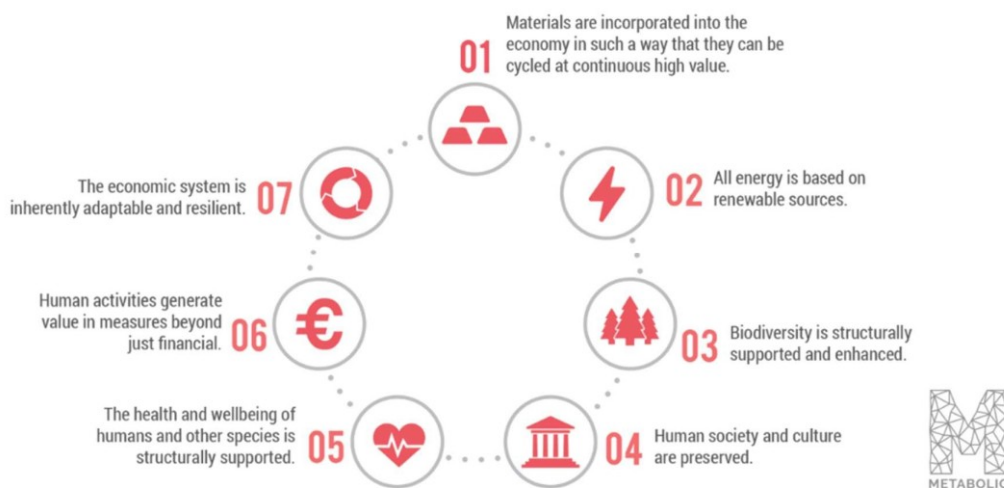 01
Materials are incorporated into the
economy in such a way that they can be
cycled at continuous high value.
02
All energy is based on
renewable sources.
03
Biodiversity is structurally
supported and enhanced.
04
Human society and culture
are preserved.
05
The health and wellbeing of
humans and other species is
structurally supported.
06
Human activities generate
value in measures beyond
just financial.
€
07
The economic system is
inherently adaptable and resilient.
M
METABOLIC